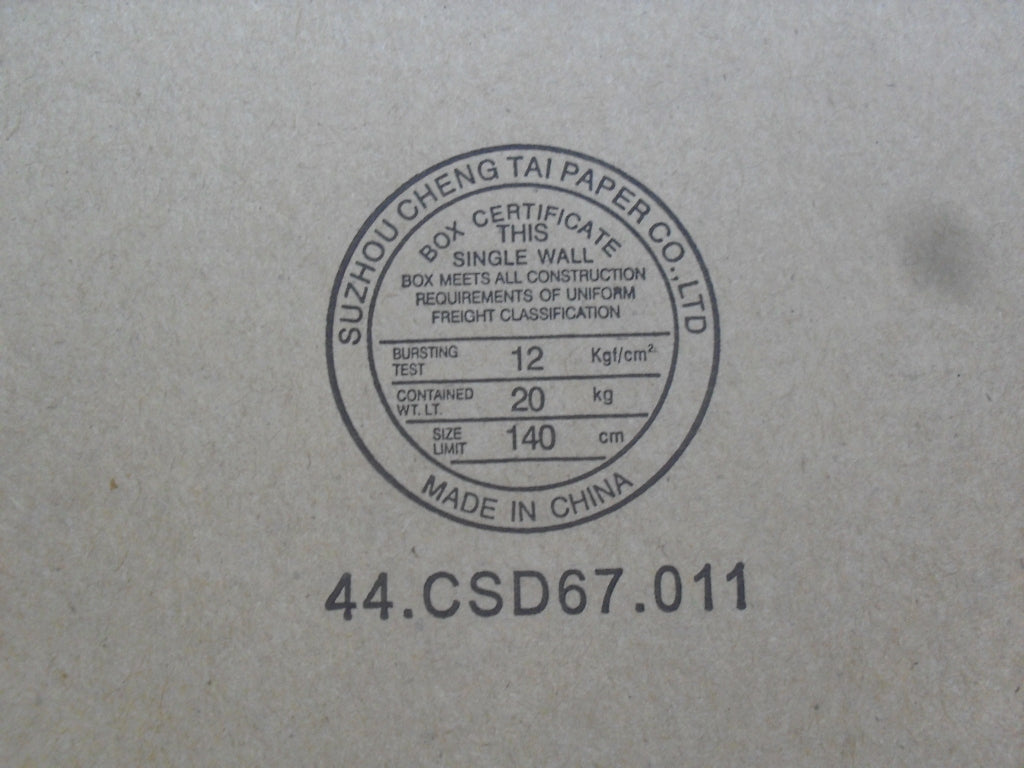 SUZHOU CHENG TAI PAPER CO.,LTD
BOX CERTIFICATE
THIS
SINGLE WALL
BOX MEETS ALL CONSTRUCTION
REQUIREMENTS OF UNIFORM
FREIGHT CLASSIFICATION
BURSTING TEST 12 Kgf/cm²
CONTAINED WT. LT. 20 kg
SIZE LIMIT 140 cm
MADE IN CHINA
44.CSD67.011